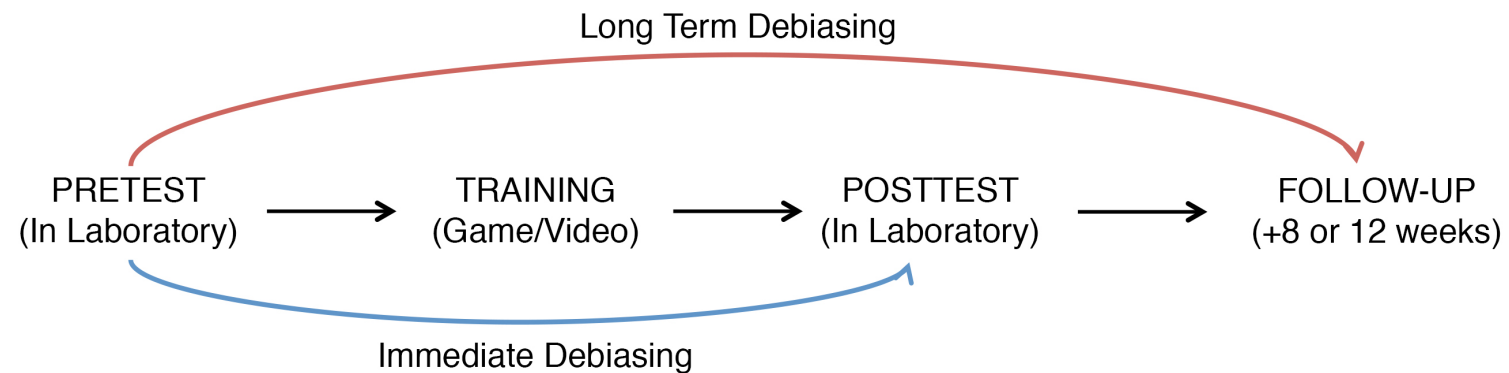 Long Term Debiasing
PRETEST
(In Laboratory)
TRAINING
(Game/Video)
POSTTEST
(In Laboratory)
FOLLOW-UP
(+8 or 12 weeks)
Immediate Debiasing